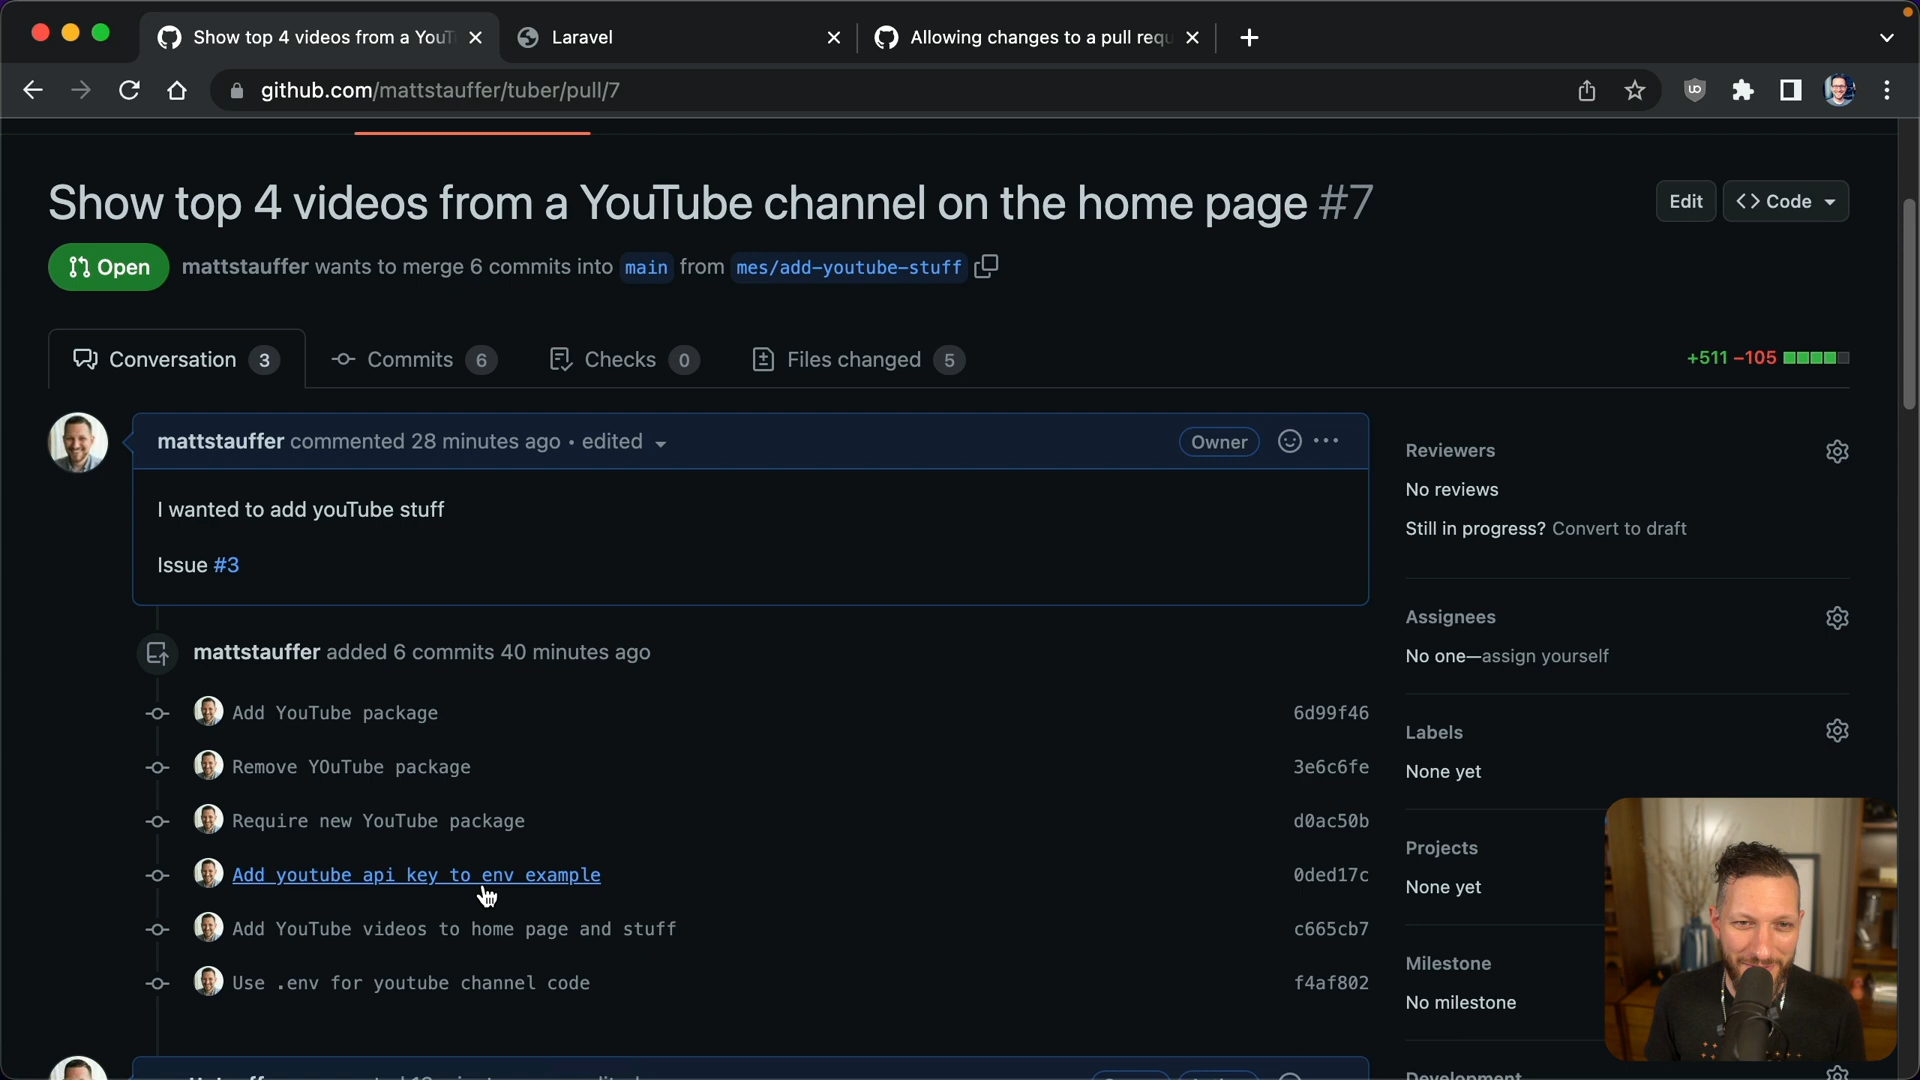 Show top 4 videos from a YouT
Laravel
Allowing changes to a pull requ
github.com/mattstauffer/tuber/pull/7
Show top 4 videos from a YouTube channel on the home page #7
Edit
<> Code
Open
mattstauffer wants to merge 6 commits into main from mes/add-youtube-stuff
Conversation 3
Commits 6
Checks 0
Files changed 5
+511 −105
mattstauffer commented 28 minutes ago • edited
Owner
I wanted to add youTube stuff
Issue #3
mattstauffer added 6 commits 40 minutes ago
Add YouTube package 6d99f46
Remove YOuTube package 3e6c6fe
Require new YouTube package d0ac50b
Add youtube api key to env example 0ded17c
Add YouTube videos to home page and stuff c665cb7
Use .env for youtube channel code f4af802
Reviewers
No reviews
Still in progress? Convert to draft
Assignees
No one—assign yourself
Labels
None yet
Projects
None yet
Milestone
No milestone
Development